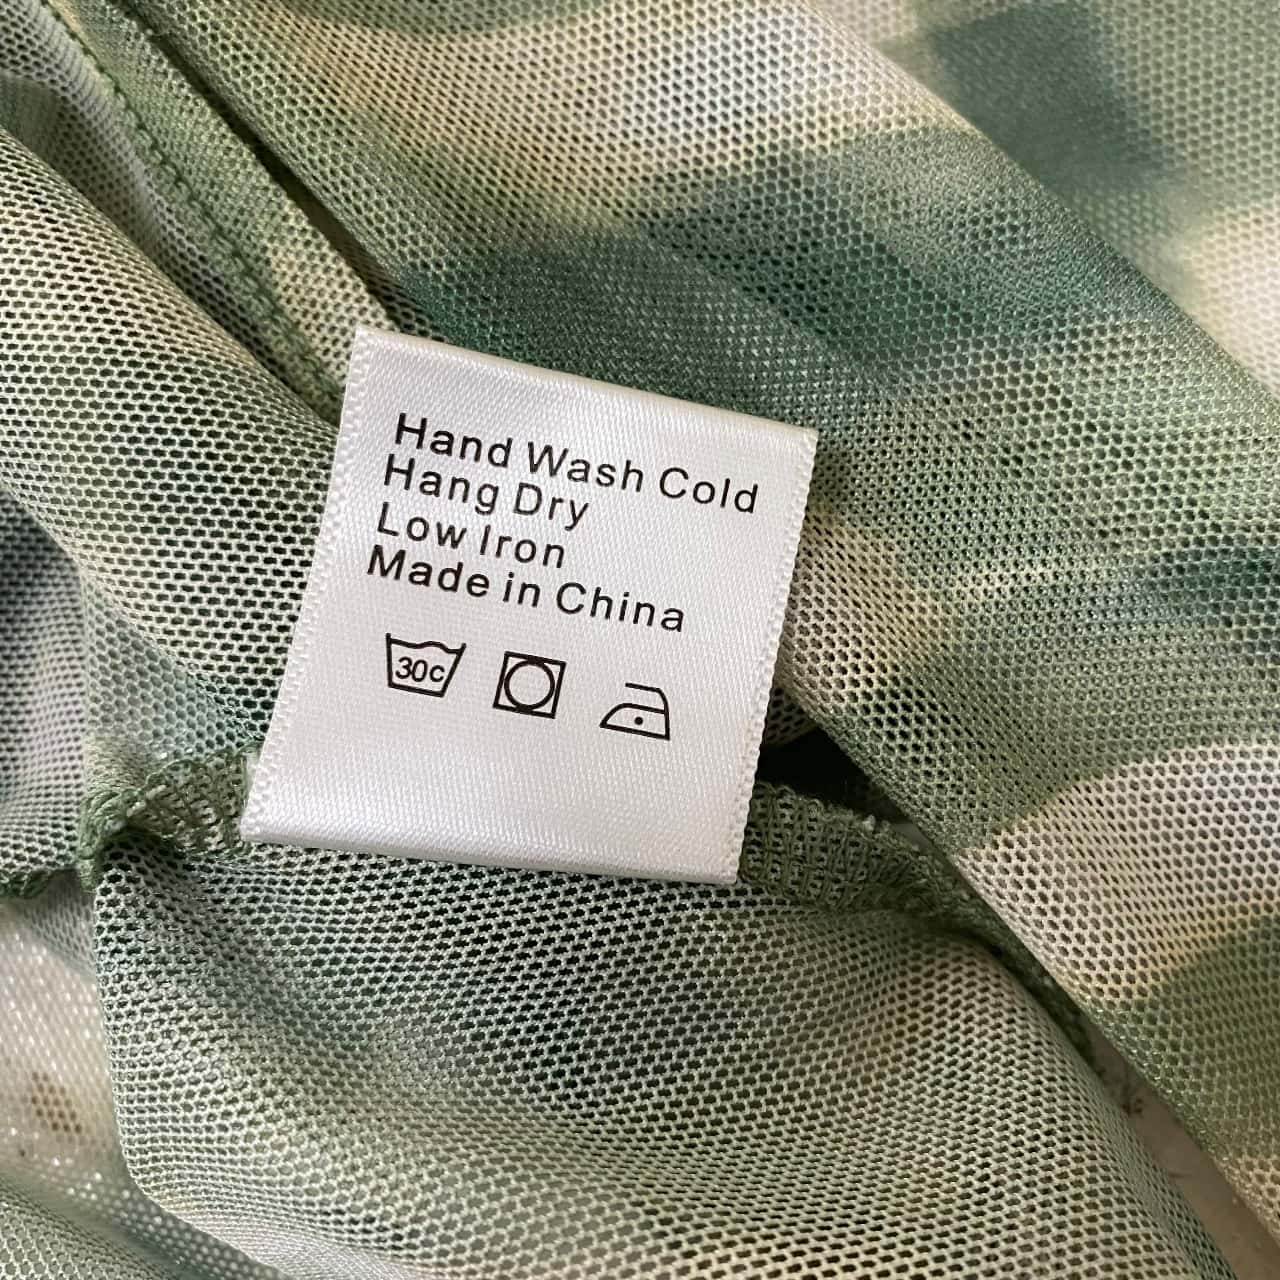 Hand Wash Cold
Hang Dry
Low Iron
Made in China
30c